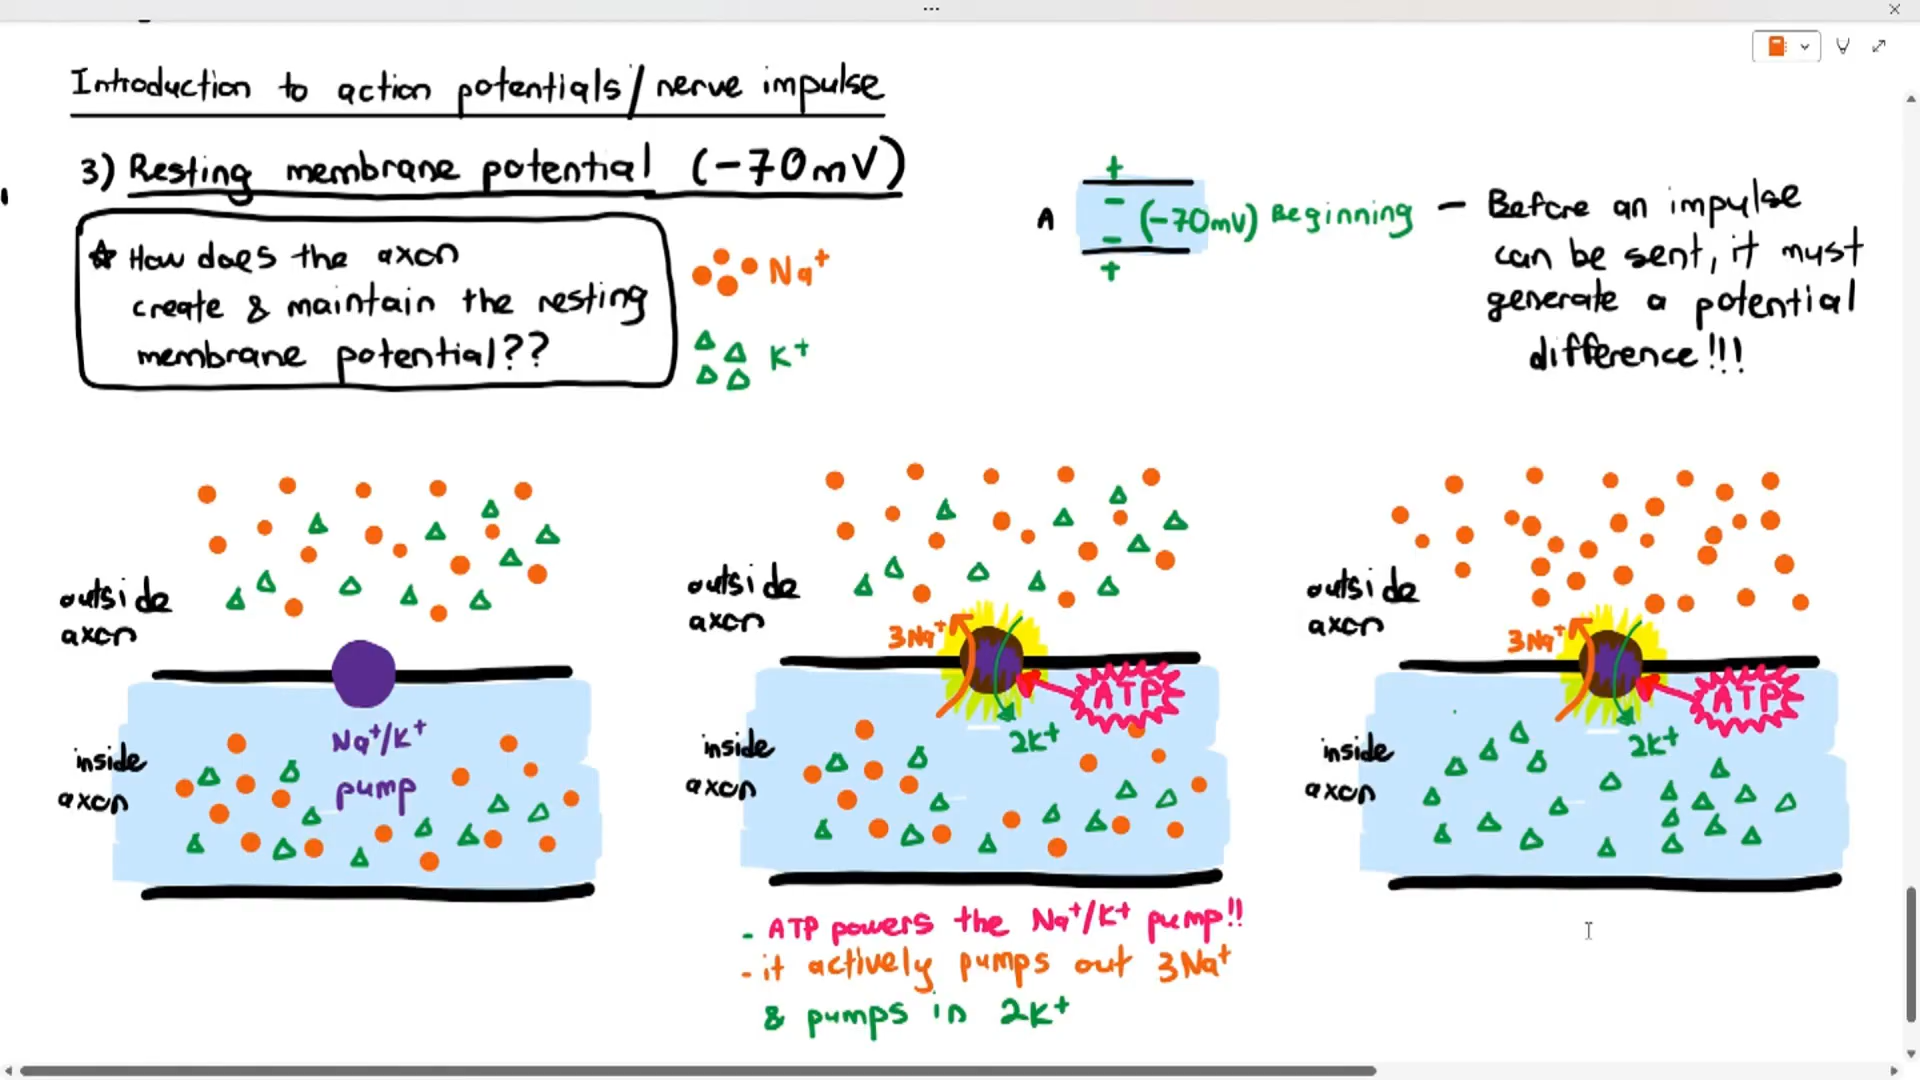 Introduction to action potentials/nerve impulse
3) Resting membrane potential (-70mV)
☆ How does the axon
create & maintain the resting
membrane potential??
Na⁺
K⁺
+
A
-
(-70mV) Beginning
-
+
- Before an impulse
can be sent, it must
generate a potential
difference!!!
outside
axon
Na⁺/K⁺
pump
inside
axon
outside
axon
3Na⁺
ATP
2K⁺
inside
axon
- ATP powers the Na⁺/K⁺ pump!!
- it actively pumps out 3Na⁺
& pumps in 2K⁺
outside
axon
3Na⁺
ATP
2K⁺
inside
axon